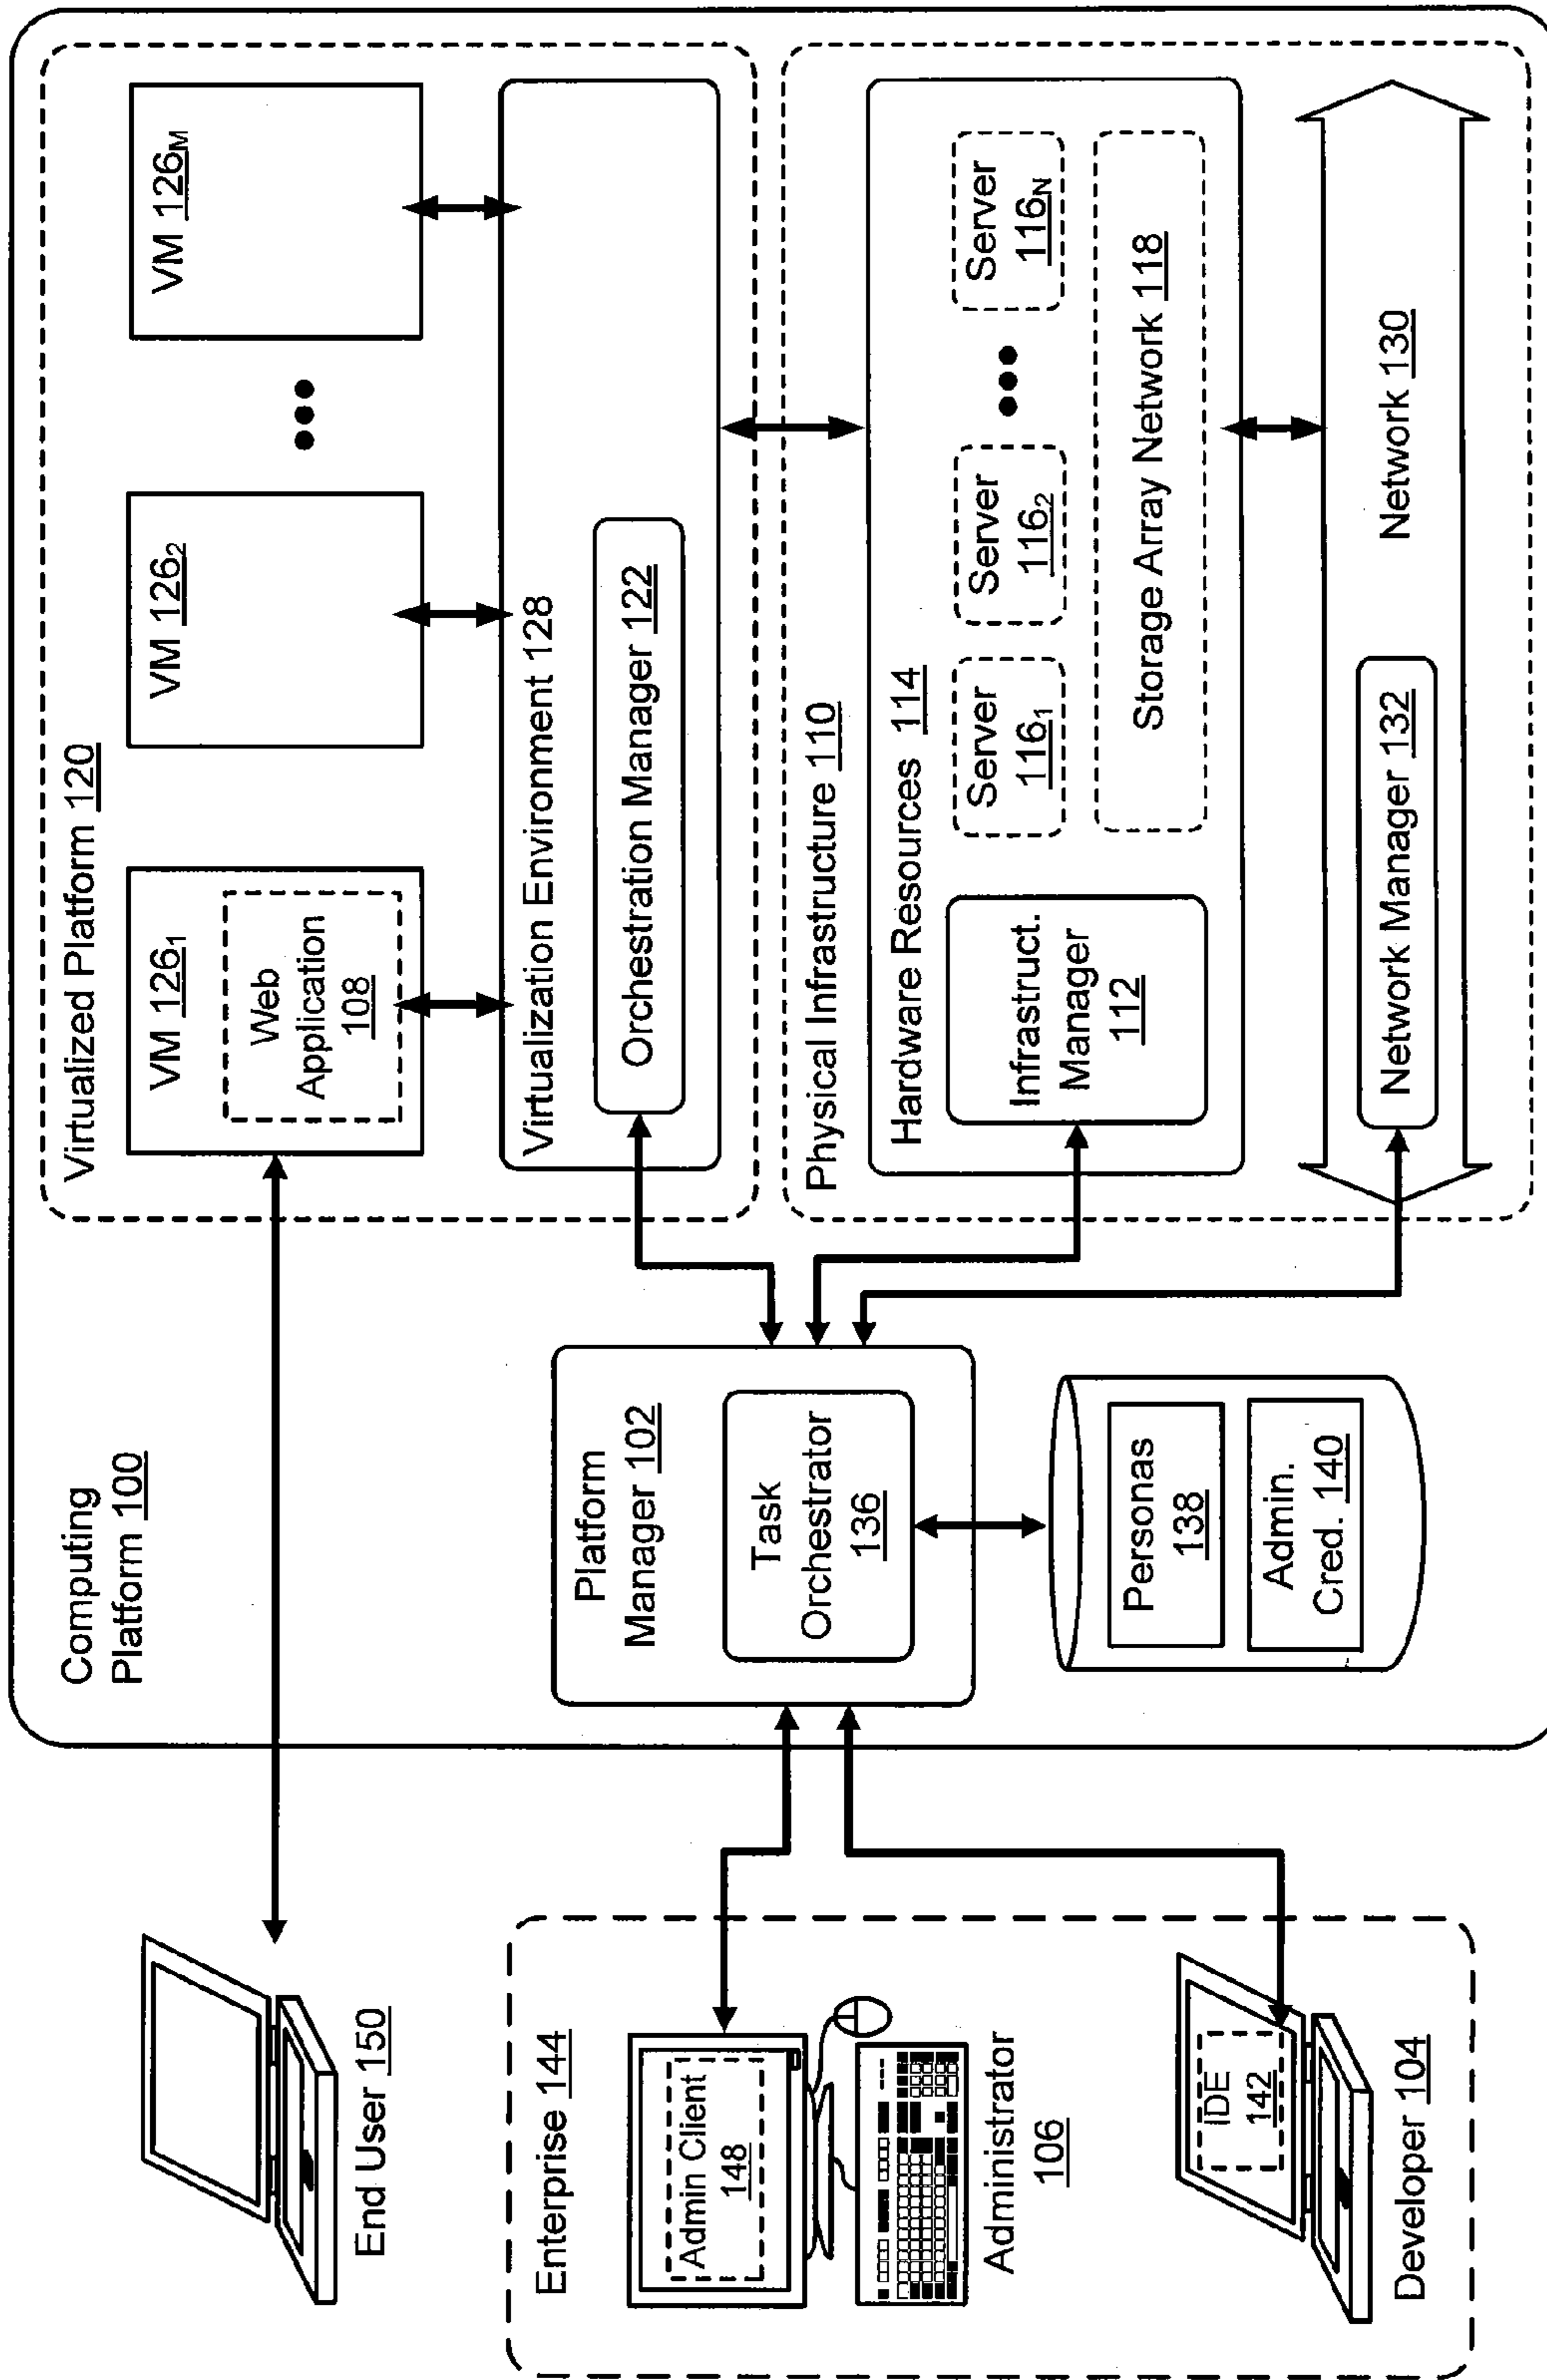 Computing
Platform 100
Virtualized Platform 120
VM 126₁
Web
Application
108
VM 126₂
VM 126M
Virtualization Environment 128
Orchestration Manager 122
Platform
Manager 102
Task
Orchestrator
136
Personas
138
Admin.
Cred. 140
Physical Infrastructure 110
Hardware Resources 114
Infrastruct.
Manager
112
Server
116₁
Server
116₂
Server
116N
Storage Array Network 118
Network Manager 132
Network 130
End User 150
Enterprise 144
Admin Client
148
Administrator
106
IDE
142
Developer 104